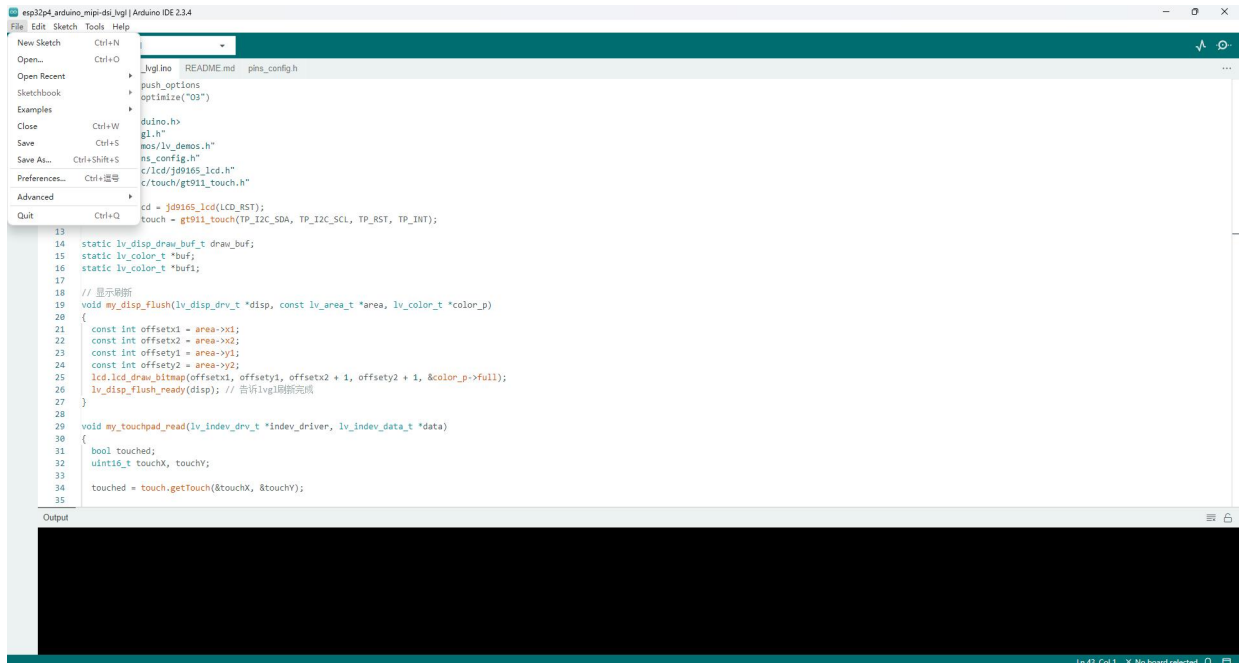 esp32p4_arduino_mipi-dsi_lvgl | Arduino IDE 2.3.4
File Edit Sketch Tools Help
New Sketch Ctrl+N
Open... Ctrl+O
Open Recent
Sketchbook
Examples
Close Ctrl+W
Save Ctrl+S
Save As... Ctrl+Shift+S
Preferences... Ctrl+逗号
Advanced
Quit Ctrl+Q
_lvgl.ino README.md pins_config.h
push_options
optimize("O3")
duino.h>
gl.h"
mos/lv_demos.h"
ns_config.h"
c/lcd/jd9165_lcd.h"
c/touch/gt911_touch.h"
cd = jd9165_lcd(LCD_RST);
touch = gt911_touch(TP_I2C_SDA, TP_I2C_SCL, TP_RST, TP_INT);
13
14 static lv_disp_draw_buf_t draw_buf;
15 static lv_color_t *buf;
16 static lv_color_t *buf1;
17
18 // 显示刷新
19 void my_disp_flush(lv_disp_drv_t *disp, const lv_area_t *area, lv_color_t *color_p)
20 {
21 const int offsetx1 = area->x1;
22 const int offsetx2 = area->x2;
23 const int offsety1 = area->y1;
24 const int offsety2 = area->y2;
25 lcd.lcd_draw_bitmap(offsetx1, offsety1, offsetx2 + 1, offsety2 + 1, &color_p->full);
26 lv_disp_flush_ready(disp); // 告诉lvgl刷新完成
27 }
28
29 void my_touchpad_read(lv_indev_drv_t *indev_driver, lv_indev_data_t *data)
30 {
31 bool touched;
32 uint16_t touchX, touchY;
33
34 touched = touch.getTouch(&touchX, &touchY);
35
Output
Ln 42, Col 1 X No board selected